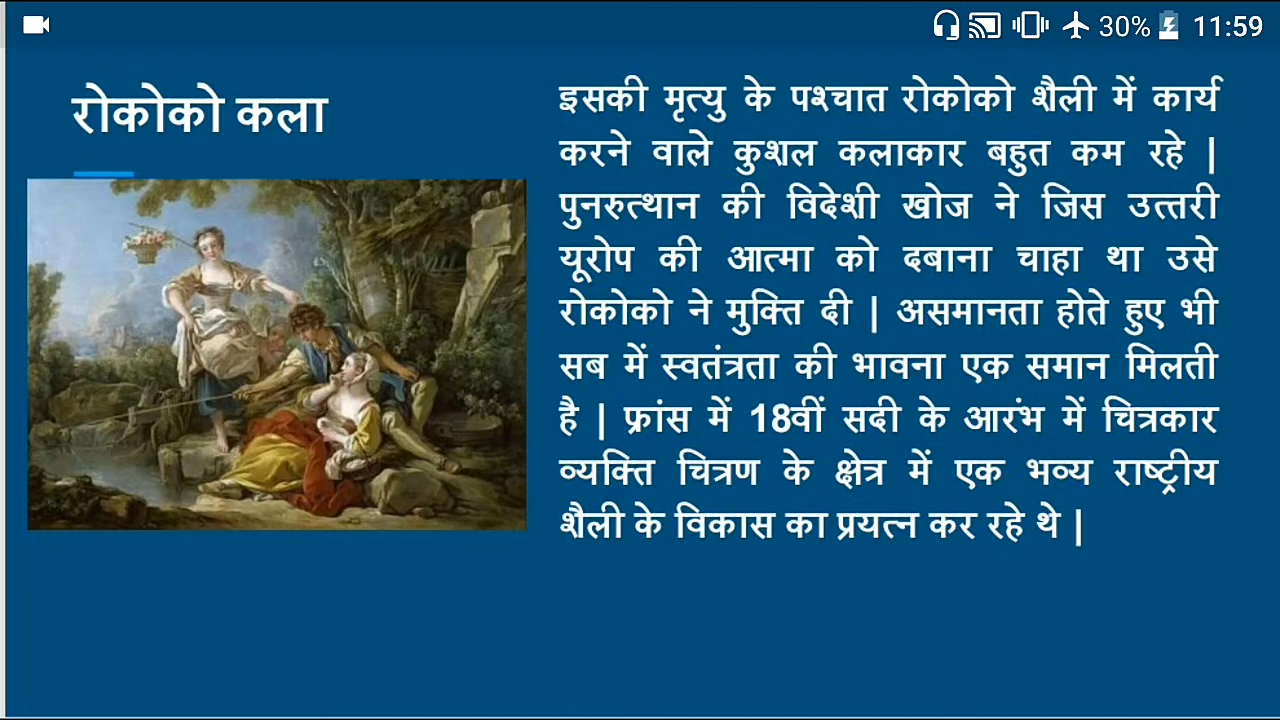 30% 11:59
रोकोको कला
इसकी मृत्यु के पश्चात रोकोको शैली में कार्य
करने वाले कुशल कलाकार बहुत कम रहे |
पुनरुत्थान की विदेशी खोज ने जिस उत्तरी
यूरोप की आत्मा को दबाना चाहा था उसे
रोकोको ने मुक्ति दी | असमानता होते हुए भी
सब में स्वतंत्रता की भावना एक समान मिलती
है | फ्रांस में 18वीं सदी के आरंभ में चित्रकार
व्यक्ति चित्रण के क्षेत्र में एक भव्य राष्ट्रीय
शैली के विकास का प्रयत्न कर रहे थे |